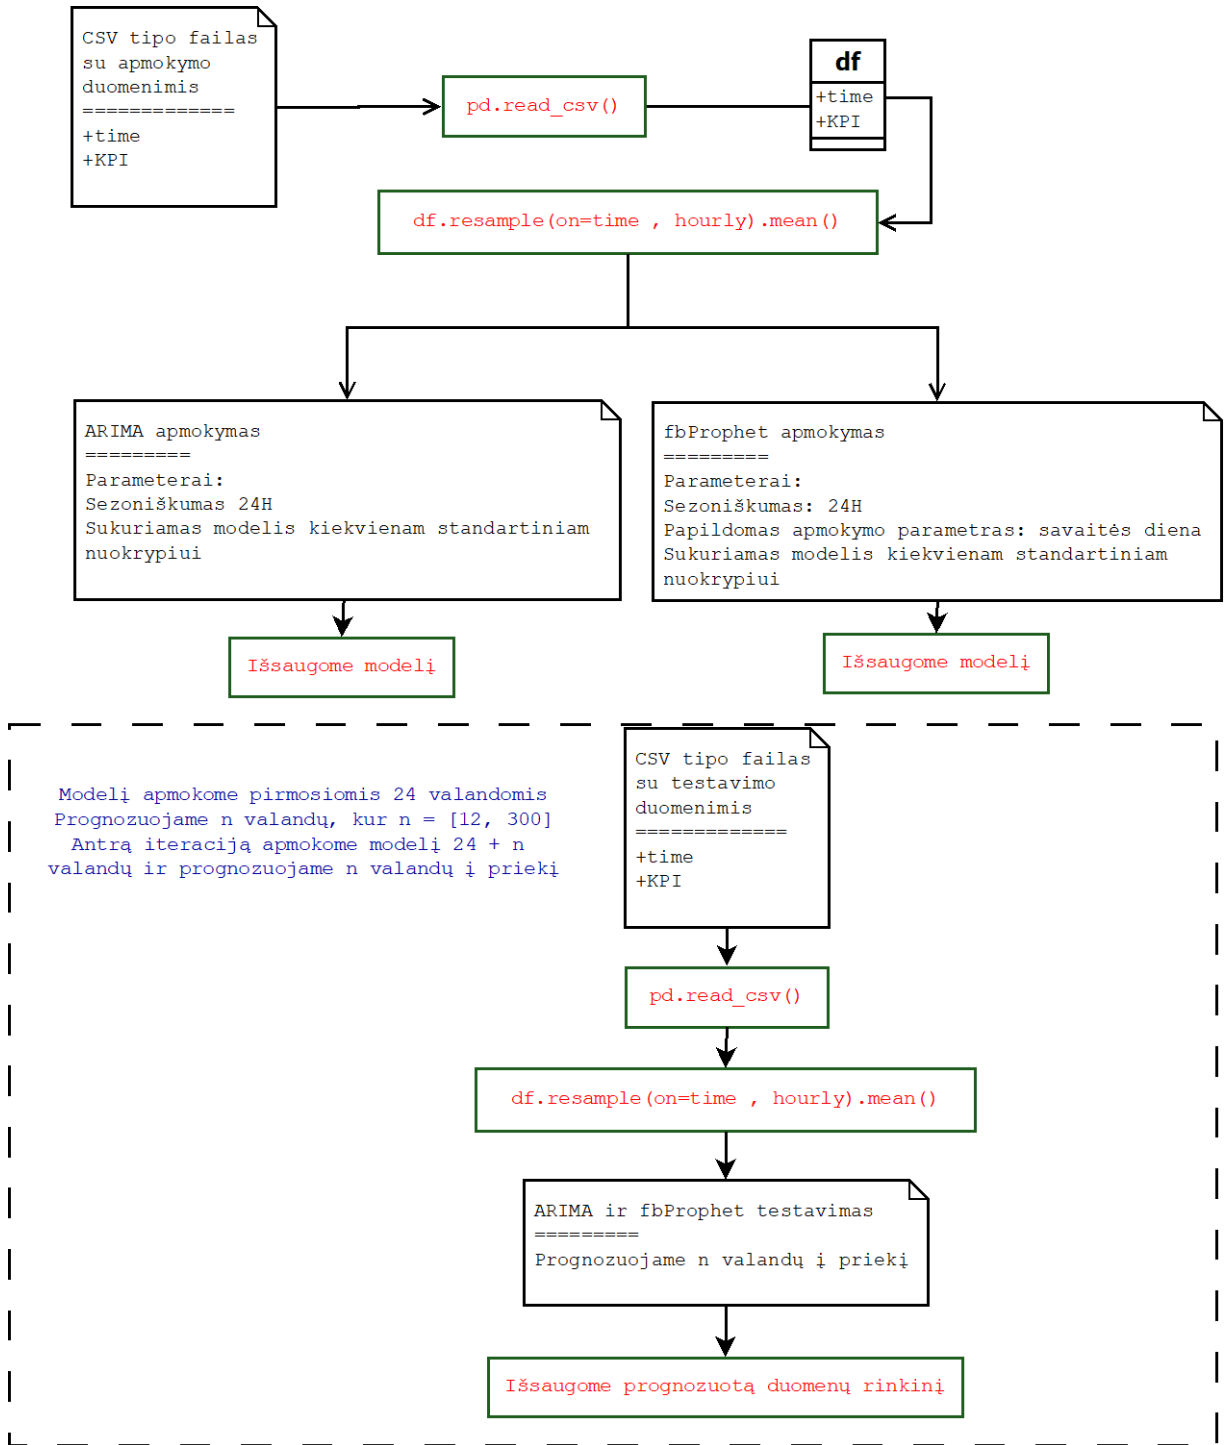 CSV tipo failas
su apmokymo
duomenimis
=============
+time
+KPI
pd.read_csv()
df
+time
+KPI
df.resample(on=time , hourly).mean()
ARIMA apmokymas
=========
Parameterai:
Sezoniškumas 24H
Sukuriamas modelis kiekvienam standartiniam
nuokrypiui
fbProphet apmokymas
=========
Parameterai:
Sezoniškumas: 24H
Papildomas apmokymo parametras: savaitės diena
Sukuriamas modelis kiekvienam standartiniam
nuokrypiui
Išsaugome modelį
Išsaugome modelį
Modelį apmokome pirmosiomis 24 valandomis
Prognozuojame n valandų, kur n = [12, 300]
Antrą iteraciją apmokome modelį 24 + n
valandų ir prognozuojame n valandų į priekį
CSV tipo failas
su testavimo
duomenimis
=============
+time
+KPI
pd.read_csv()
df.resample(on=time , hourly).mean()
ARIMA ir fbProphet testavimas
=========
Prognozuojame n valandų į priekį
Išsaugome prognozuotą duomenų rinkinį